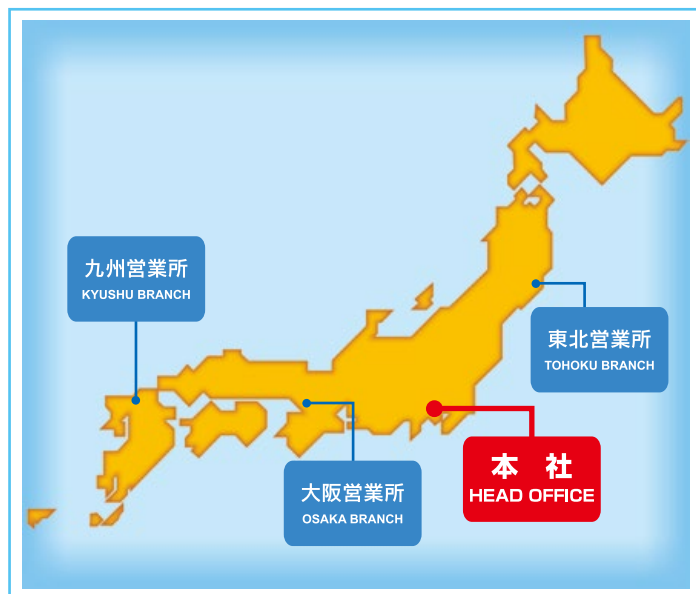 九州営業所
KYUSHU BRANCH
東北営業所
TOHOKU BRANCH
本 社
HEAD OFFICE
大阪営業所
OSAKA BRANCH